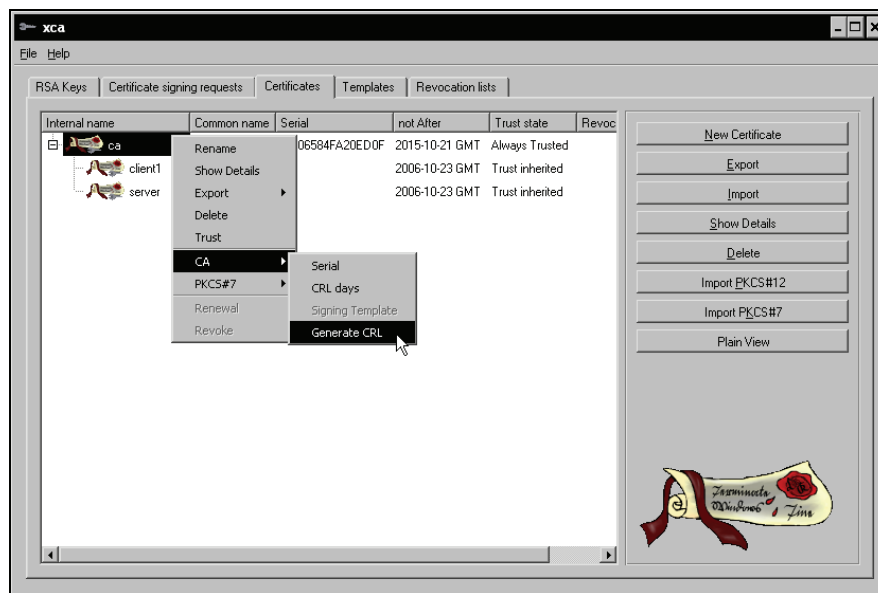 xca
File Help
RSA Keys Certificate signing requests Certificates Templates Revocation lists
Internal name Common name Serial not After Trust state Revoc
ca 06584FA20ED0F 2015-10-21 GMT Always Trusted
client1 2006-10-23 GMT Trust inherited
server 2006-10-23 GMT Trust inherited
Rename
Show Details
Export
Delete
Trust
CA
PKCS#7
Renewal
Revoke
Serial
CRL days
Signing Template
Generate CRL
New Certificate
Export
Import
Show Details
Delete
Import PKCS#12
Import PKCS#7
Plain View
Windows
Time